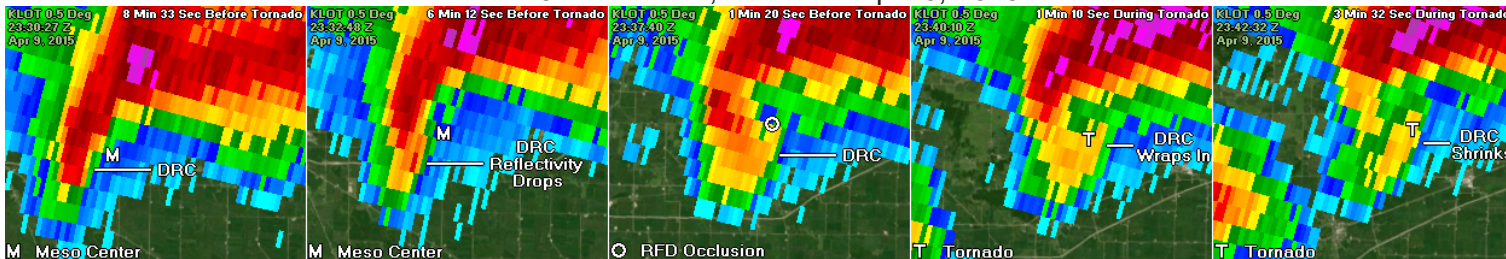 KLOT 0.5 Deg
8 Min 33 Sec Before Tornado
23:30:27 Z
Apr 9, 2015
M
DRC
M Meso Center
KLOT 0.5 Deg
6 Min 12 Sec Before Tornado
23:32:48 Z
Apr 9, 2015
M
DRC
Reflectivity
Drops
M Meso Center
KLOT 0.5 Deg
1 Min 20 Sec Before Tornado
23:37:40 Z
Apr 9, 2015
DRC
O RFD Occlusion
KLOT 0.5 Deg
1 Min 10 Sec During Tornado
23:40:10 Z
Apr 9, 2015
T
DRC
Wraps In
T Tornado
KLOT 0.5 Deg
3 Min 32 Sec During Tornado
23:42:32 Z
Apr 9, 2015
T
DRC
Shrinks
T Tornado